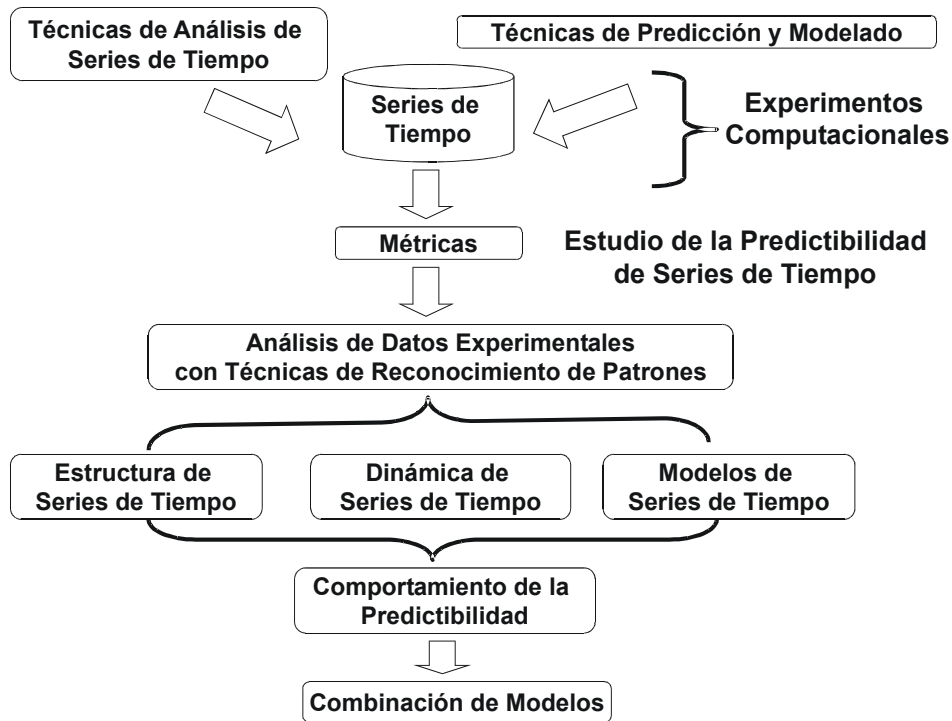 Técnicas de Análisis de
Series de Tiempo
Técnicas de Predicción y Modelado
Series de
Tiempo
Experimentos
Computacionales
Métricas
Estudio de la Predictibilidad
de Series de Tiempo
Análisis de Datos Experimentales
con Técnicas de Reconocimiento de Patrones
Estructura de
Series de Tiempo
Dinámica de
Series de Tiempo
Modelos de
Series de Tiempo
Comportamiento de la
Predictibilidad
Combinación de Modelos